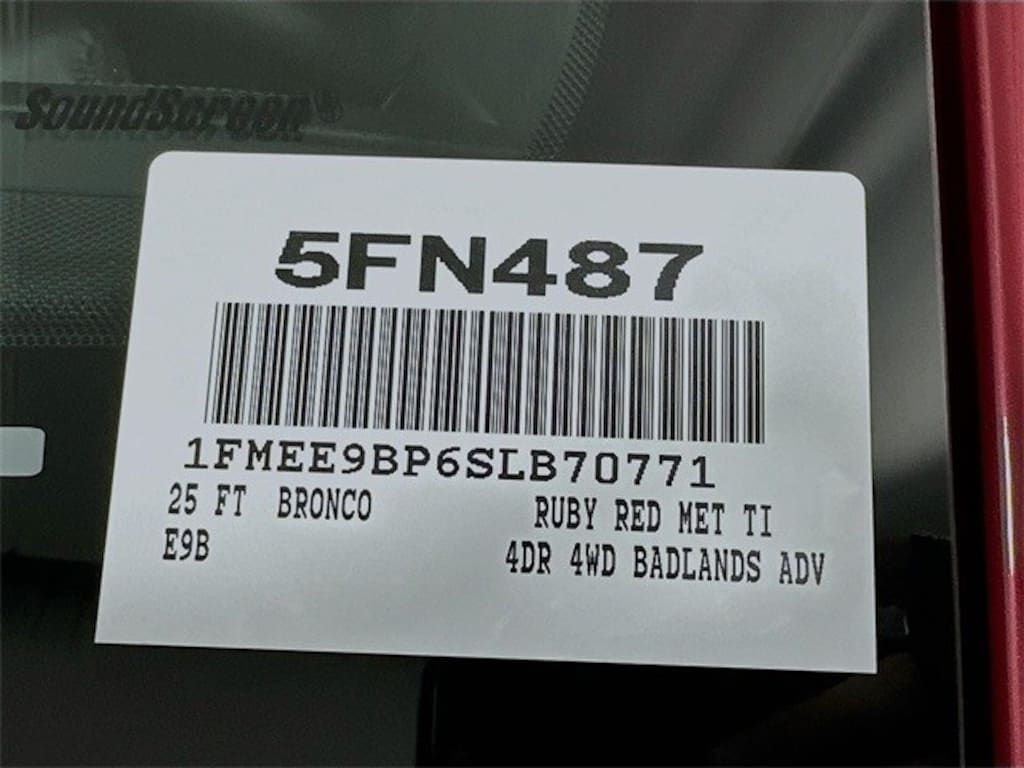 SoundScreen®
5FN487
1FMEE9BP6SLB70771
25 FT BRONCO RUBY RED MET TI
E9B 4DR 4WD BADLANDS ADV